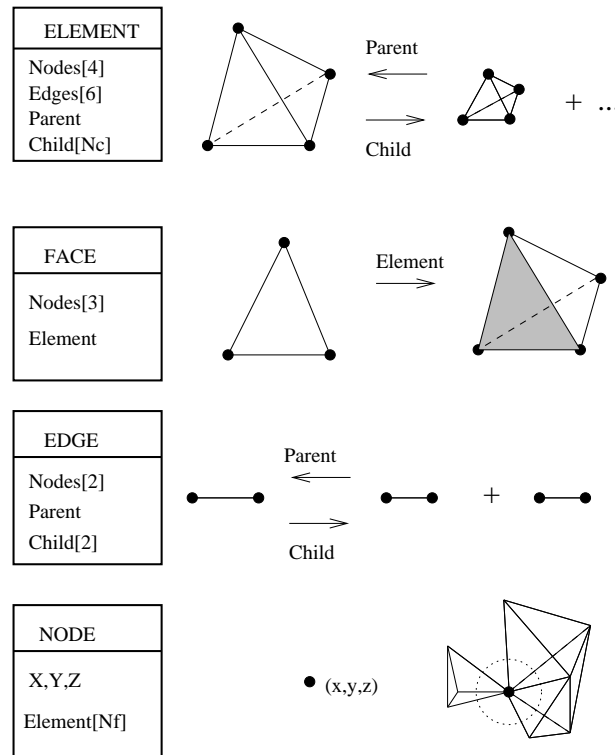 ELEMENT
Nodes[4]
Edges[6]
Parent
Child[Nc]
Parent
Child
+ ...
FACE
Nodes[3]
Element
Element
EDGE
Nodes[2]
Parent
Child[2]
Parent
Child
+
NODE
X,Y,Z
Element[Nf]
(x,y,z)